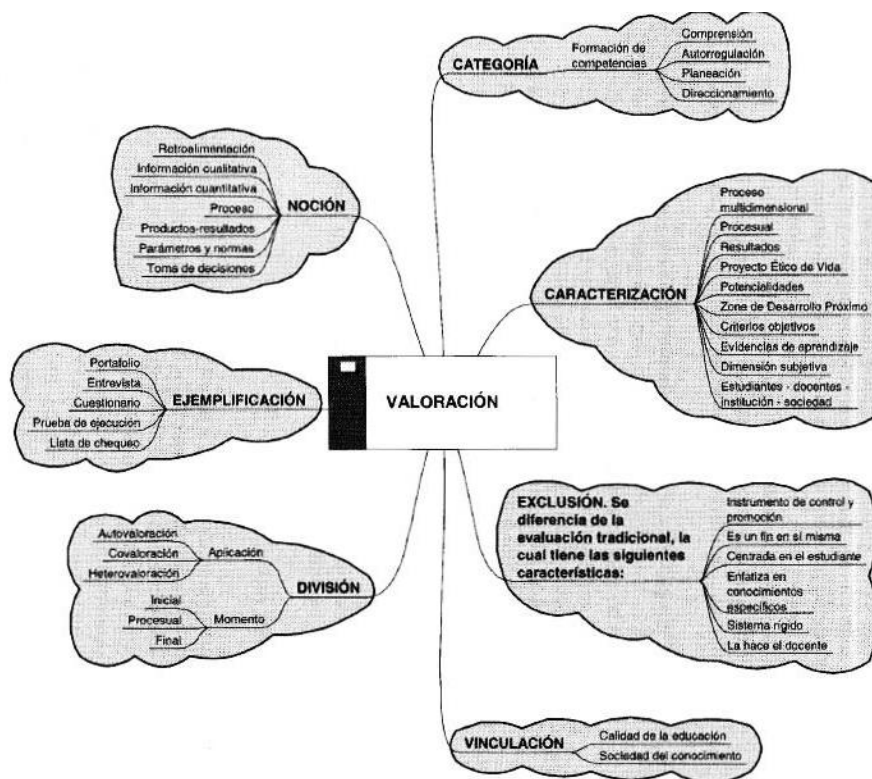 CATEGORÍA
Formación de
competencias
Comprensión
Autorregulación
Planeación
Direccionamiento
NOCIÓN
Retroalimentación
Información cualitativa
Información cuantitativa
Proceso
Productos-resultados
Parámetros y normas
Toma de decisiones
CARACTERIZACIÓN
Proceso
multidimensional
Procesual
Resultados
Proyecto Ético de Vida
Potencialidades
Zona de Desarrollo Próximo
Criterios objetivos
Evidencias de aprendizaje
Dimensión subjetiva
Estudiantes - docentes -
institución - sociedad
VALORACIÓN
EJEMPLIFICACIÓN
Portafolio
Entrevista
Cuestionario
Prueba de ejecución
Lista de chequeo
EXCLUSIÓN. Se
diferencia de la
evaluación tradicional, la
cual tiene las siguientes
características:
Instrumento de control y
promoción
Es un fin en sí misma
Centrada en el estudiante
Enfatiza en
conocimientos
específicos
Sistema rígido
La hace el docente
DIVISIÓN
Aplicación
Autovaloración
Covaloración
Heterovaloración
Momento
Inicial
Procesual
Final
VINCULACIÓN
Calidad de la educación
Sociedad del conocimiento